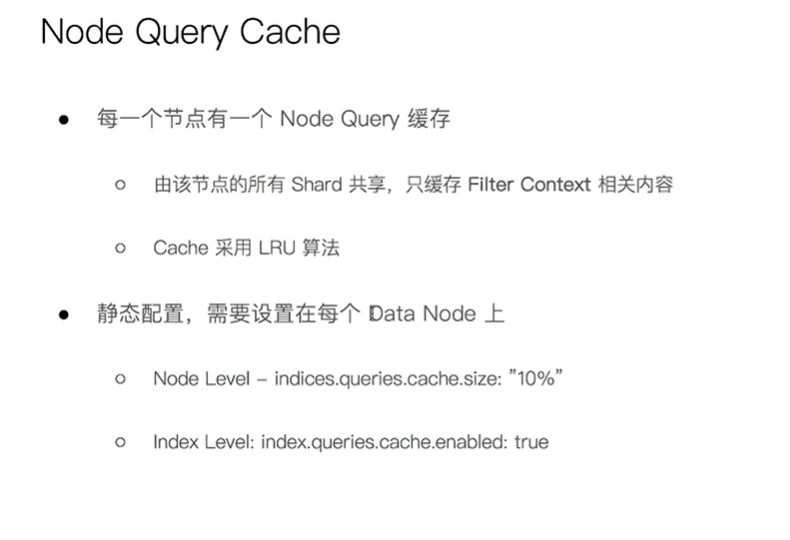 Node Query Cache
● 每一个节点有一个 Node Query 缓存
○ 由该节点的所有 Shard 共享，只缓存 Filter Context 相关内容
○ Cache 采用 LRU 算法
● 静态配置，需要设置在每个 Data Node 上
○ Node Level – indices.queries.cache.size: ”10%”
○ Index Level: index.queries.cache.enabled: true